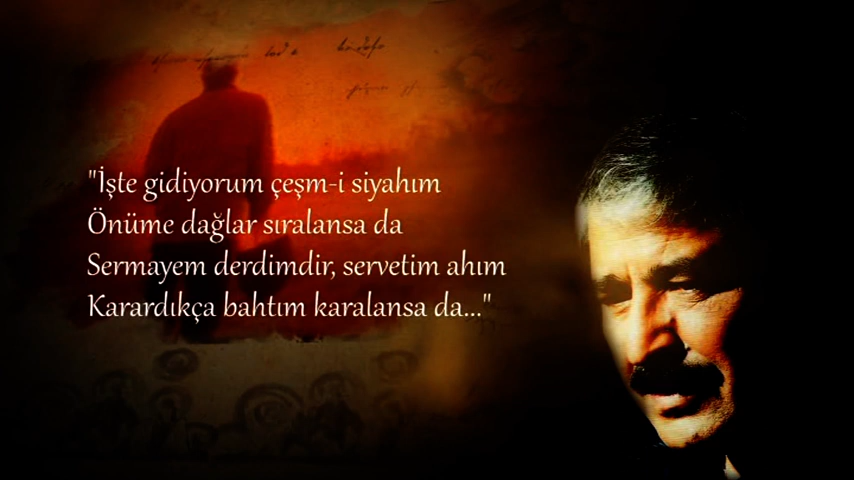 "İşte gidiyorum çeşm-i siyahım
Önüme dağlar sıralansa da
Sermayem derdimdir, servetim ahım
Karardıkça bahtım karalansa da..."